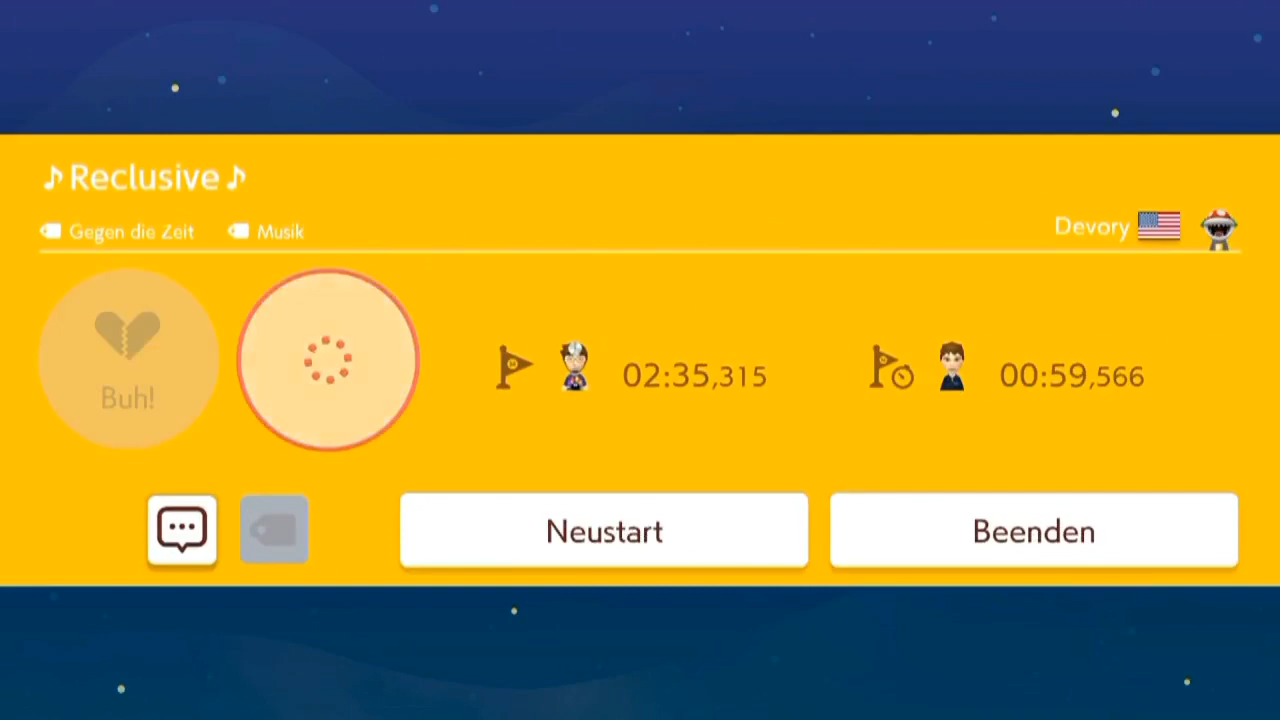 ♪Reclusive♪
Gegen die Zeit Musik
Devory
Buh!
02:35,315
00:59,566
Neustart
Beenden